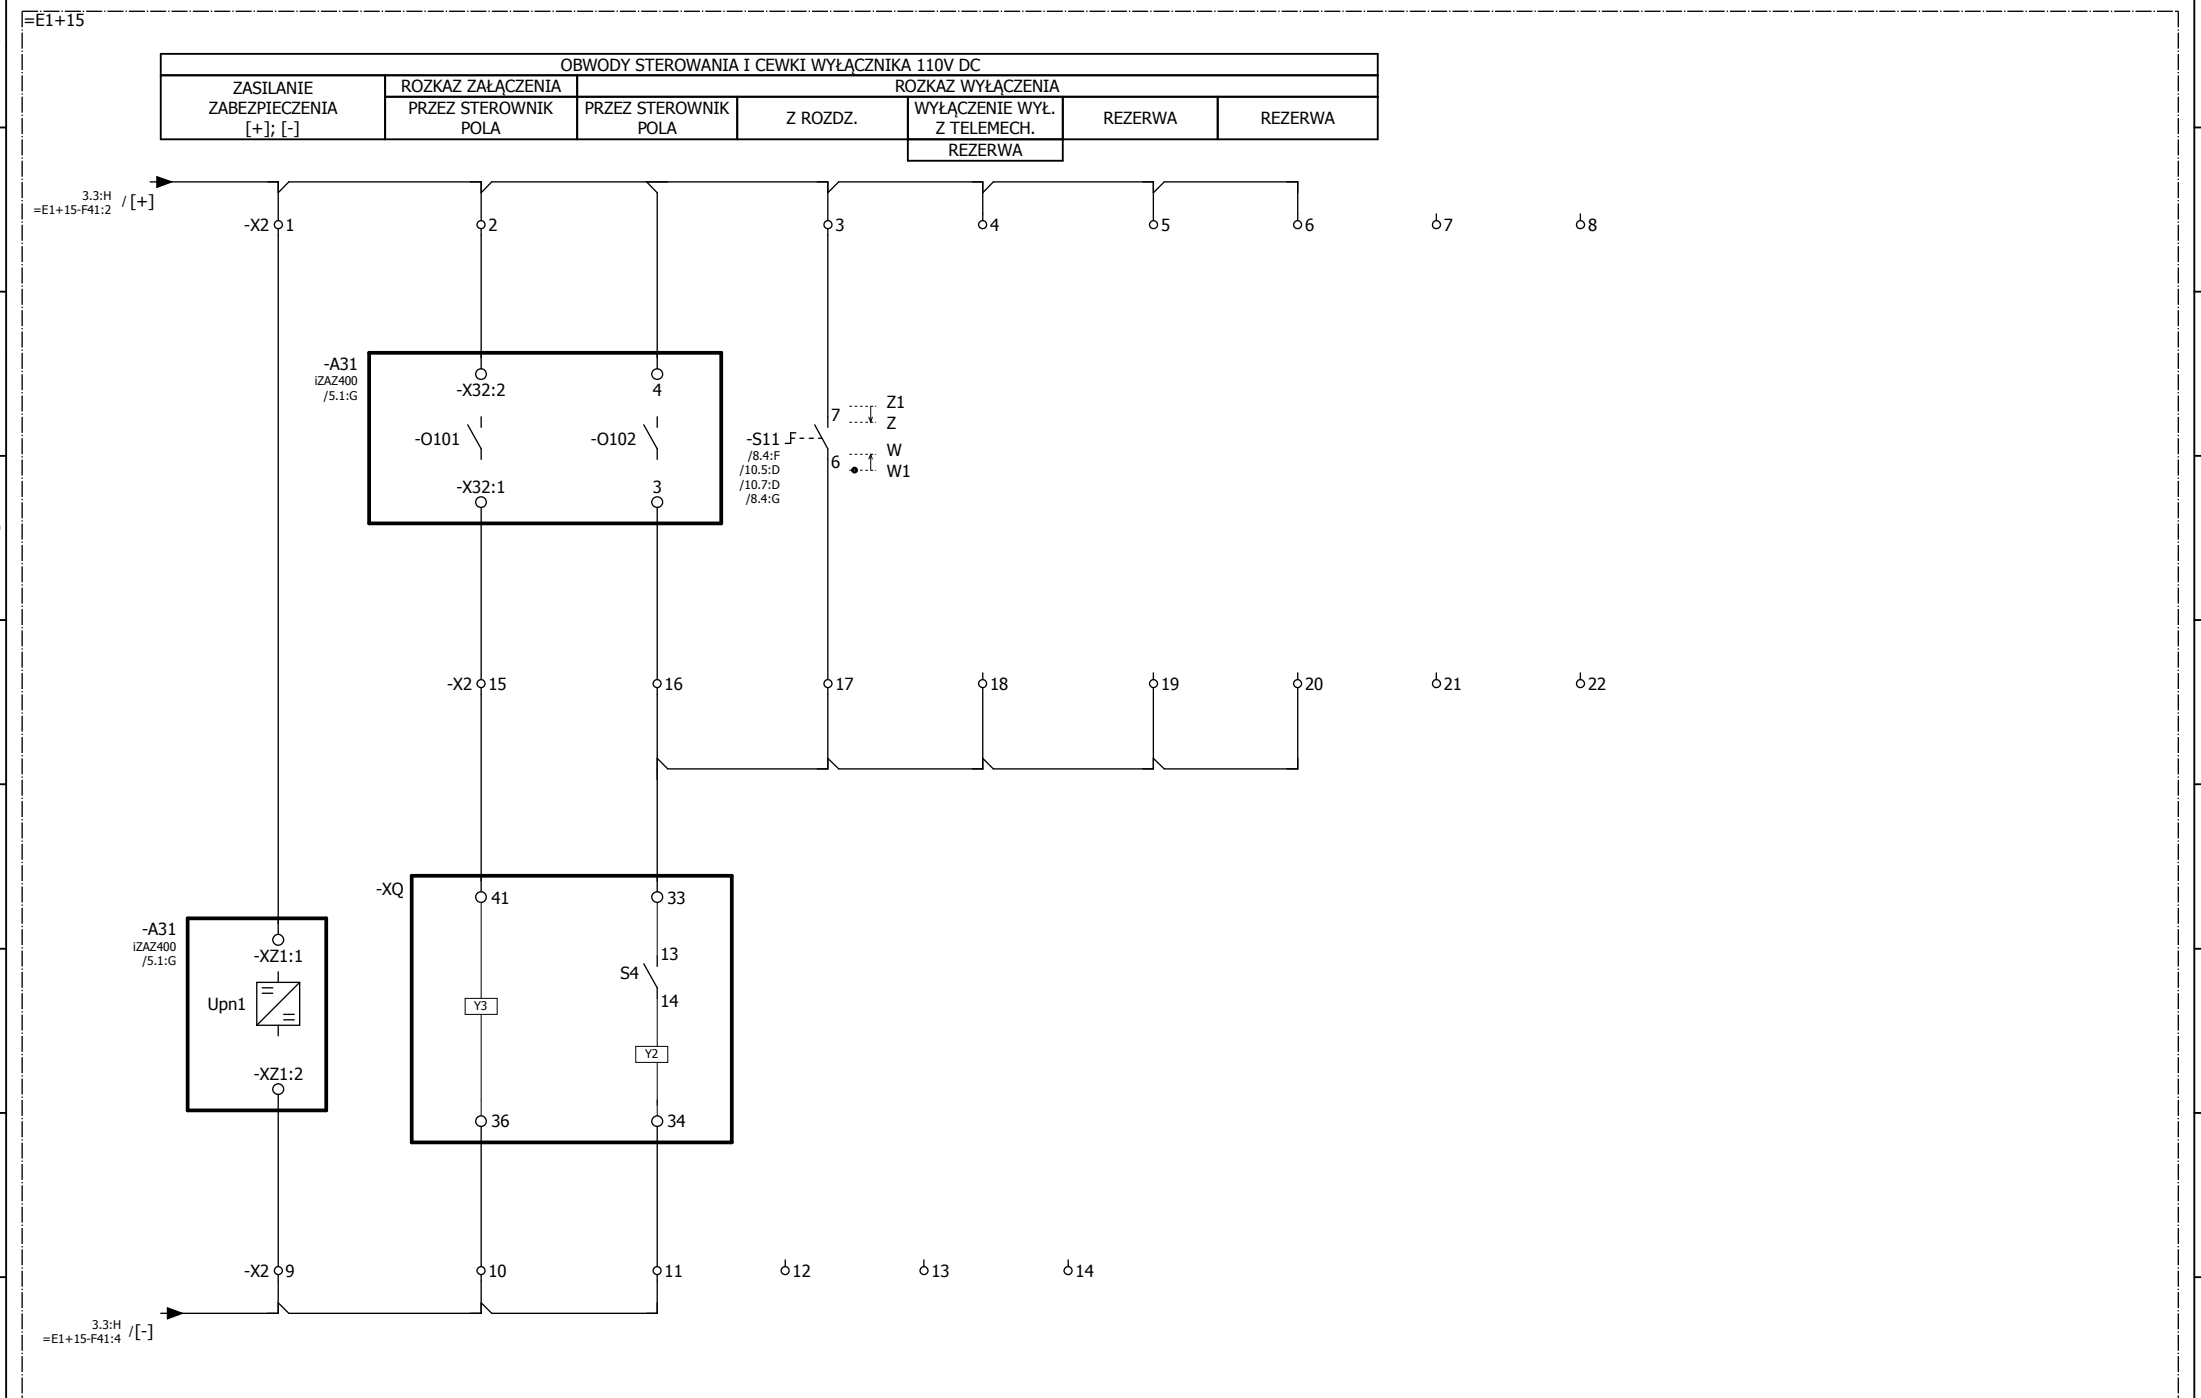 =E1+15
OBWODY STEROWANIA I CEWKI WYŁĄCZNIKA 110V DC
ZASILANIE
ZABEZPIECZENIA
[+]; [-]
ROZKAZ ZAŁĄCZENIA
ROZKAZ WYŁĄCZENIA
PRZEZ STEROWNIK
POLA
PRZEZ STEROWNIK
POLA
Z ROZDZ.
WYŁĄCZENIE WYŁ.
Z TELEMECH.
REZERWA
REZERWA
REZERWA
3.3:H
=E1+15-F41:2
/ [+]
-X2 1
2
3
4
5
6
7
8
-A31
iZAZ400
/5.1:G
-X32:2
4
-O101
-O102
-X32:1
3
-S11
/8.4:F
/10.5:D
/10.7:D
/8.4:G
7
6
Z1
Z
W
W1
-X2 15
16
17
18
19
20
21
22
-XQ
41
33
13
S4
14
Y3
Y2
36
34
-A31
iZAZ400
/5.1:G
-XZ1:1
Upn1
-XZ1:2
-X2 9
10
11
12
13
14
3.3:H
=E1+15-F41:4
/ [-]